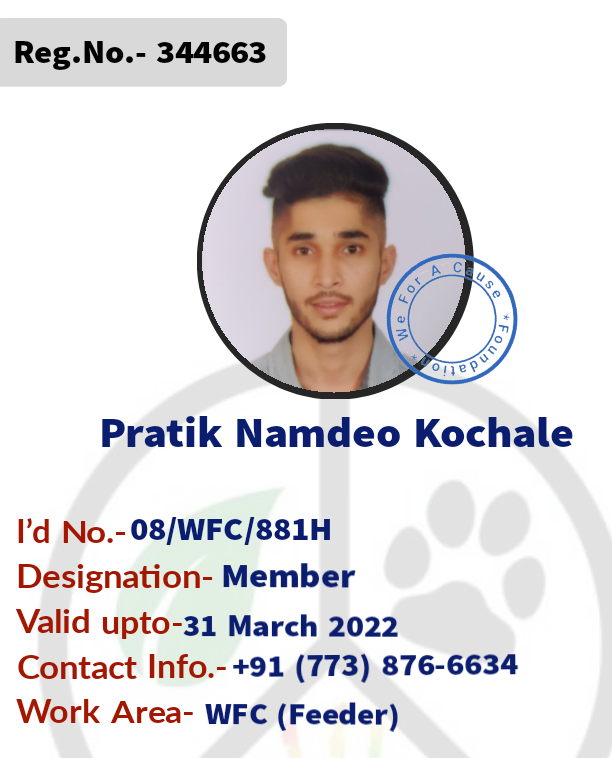 Reg.No.- 344663
We For A Cause
*Foundation*
Pratik Namdeo Kochale
I'd No.-08/WFC/881H
Designation- Member
Valid upto-31 March 2022
Contact Info.-+91 (773) 876-6634
Work Area- WFC (Feeder)